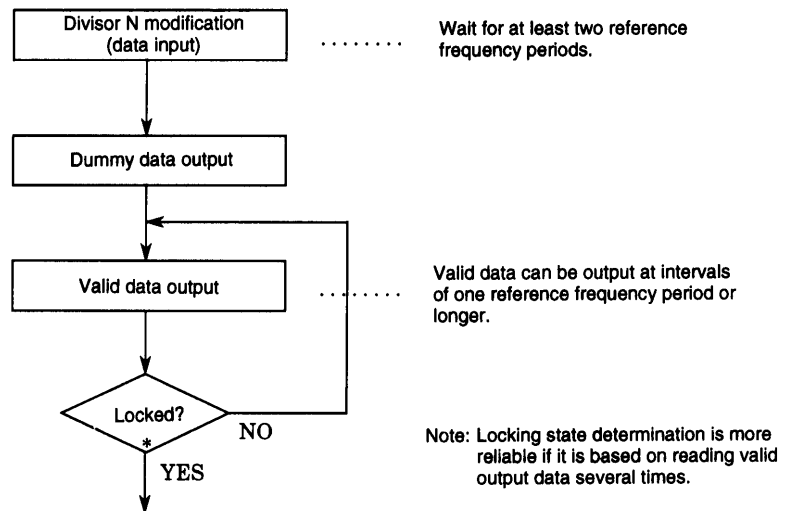 Divisor N modification
(data input)
. . . . . . . .
Wait for at least two reference
frequency periods.
Dummy data output
Valid data output
. . . . . . . .
Valid data can be output at intervals
of one reference frequency period or
longer.
Locked?
*
NO
YES
Note: Locking state determination is more
reliable if it is based on reading valid
output data several times.